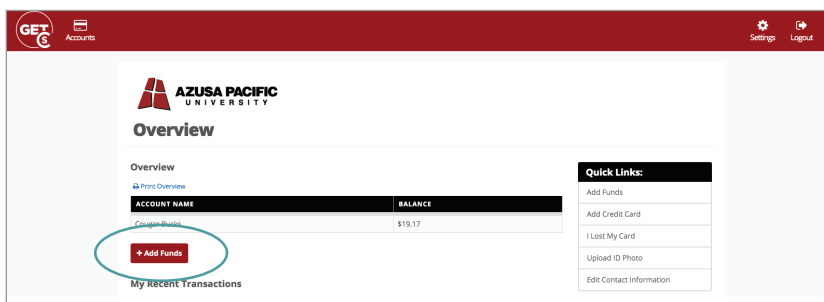 GET
Accounts
Settings
Logout
AZUSA PACIFIC
UNIVERSITY
Overview
Overview
Print Overview
ACCOUNT NAME BALANCE
Cougar Bucks $19.17
+ Add Funds
My Recent Transactions
Quick Links:
Add Funds
Add Credit Card
I Lost My Card
Upload ID Photo
Edit Contact Information